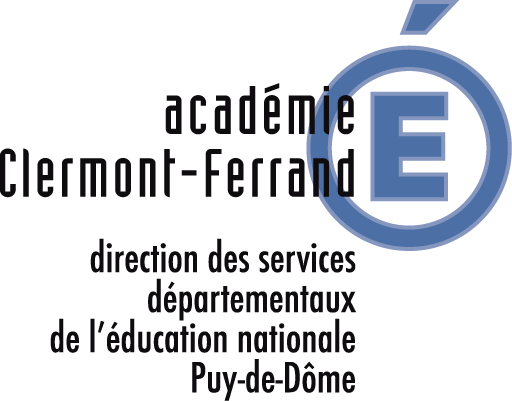 académie
Clermont-Ferrand
É
direction des services
départementaux
de l'éducation nationale
Puy-de-Dôme